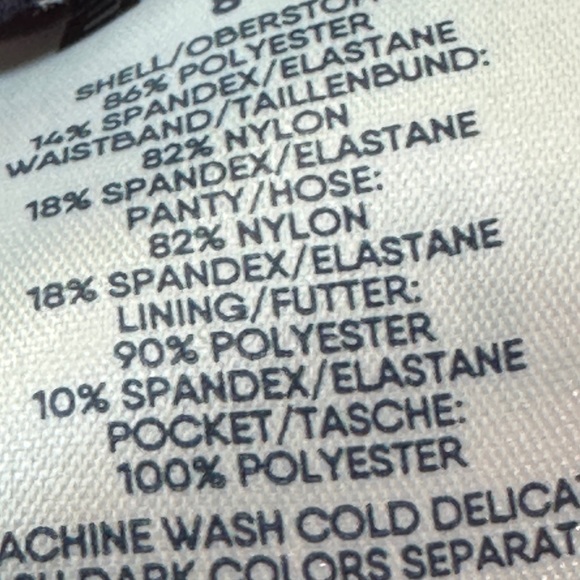 SHELL/OBERSTOF
86% POLYESTER
14% SPANDEX/ELASTANE
WAISTBAND/TAILLENBUND:
82% NYLON
18% SPANDEX/ELASTANE
PANTY/HOSE:
82% NYLON
18% SPANDEX/ELASTANE
LINING/FUTTER:
90% POLYESTER
10% SPANDEX/ELASTANE
POCKET/TASCHE:
100% POLYESTER
ACHINE WASH COLD DELICA
DARK COLORS SEPARAT